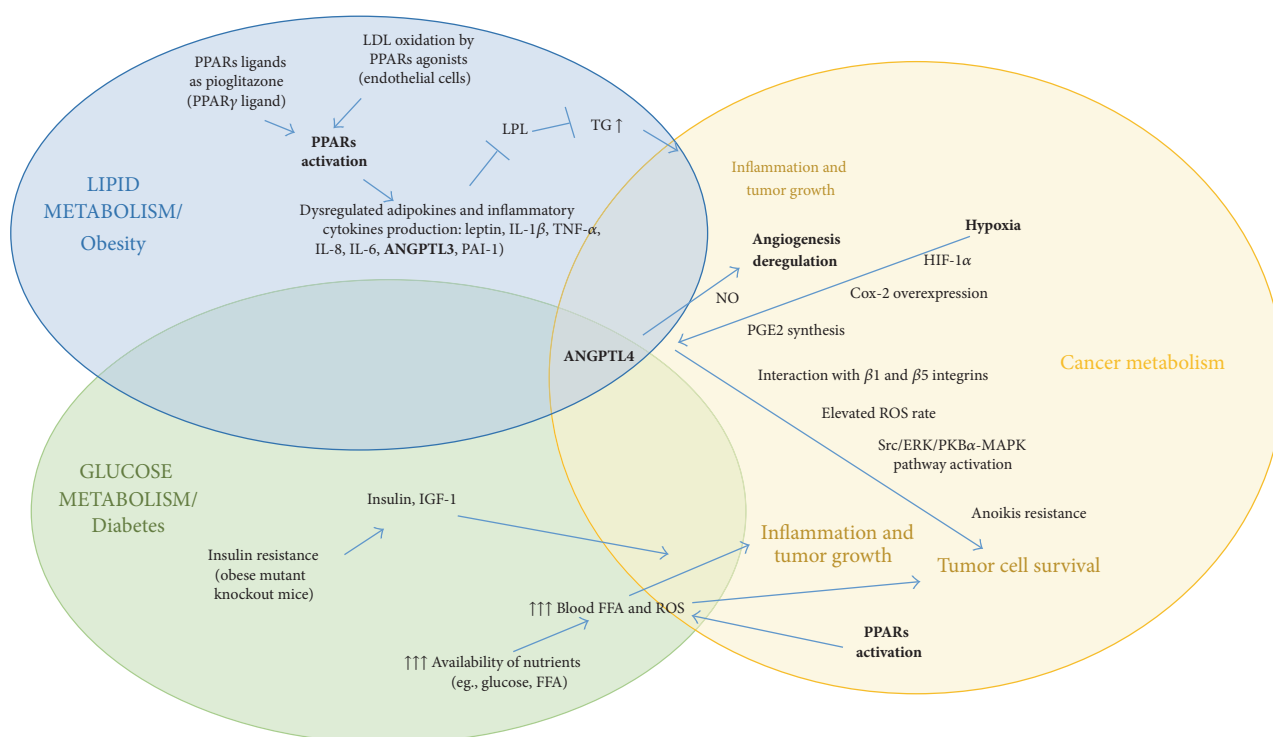 LDL oxidation by
PPARs agonists
(endothelial cells)
PPARs ligands
as pioglitazone
(PPARγ ligand)
LPL
TG ↑
PPARs
activation
LIPID
METABOLISM/
Obesity
Dysregulated adipokines and inflammatory
cytokines production: leptin, IL-1β, TNF-α,
IL-8, IL-6, ANGPTL3, PAI-1)
Inflammation and
tumor growth
Angiogenesis
deregulation
Hypoxia
HIF-1α
Cox-2 overexpression
NO
PGE2 synthesis
ANGPTL4
Interaction with β1 and β5 integrins
Cancer metabolism
Elevated ROS rate
Src/ERK/PKBα-MAPK
pathway activation
Anoikis resistance
GLUCOSE
METABOLISM/
Diabetes
Insulin, IGF-1
Insulin resistance
(obese mutant
knockout mice)
Inflammation and
tumor growth
Tumor cell survival
↑↑↑ Blood FFA and ROS
PPARs
activation
↑↑↑ Availability of nutrients
(eg., glucose, FFA)